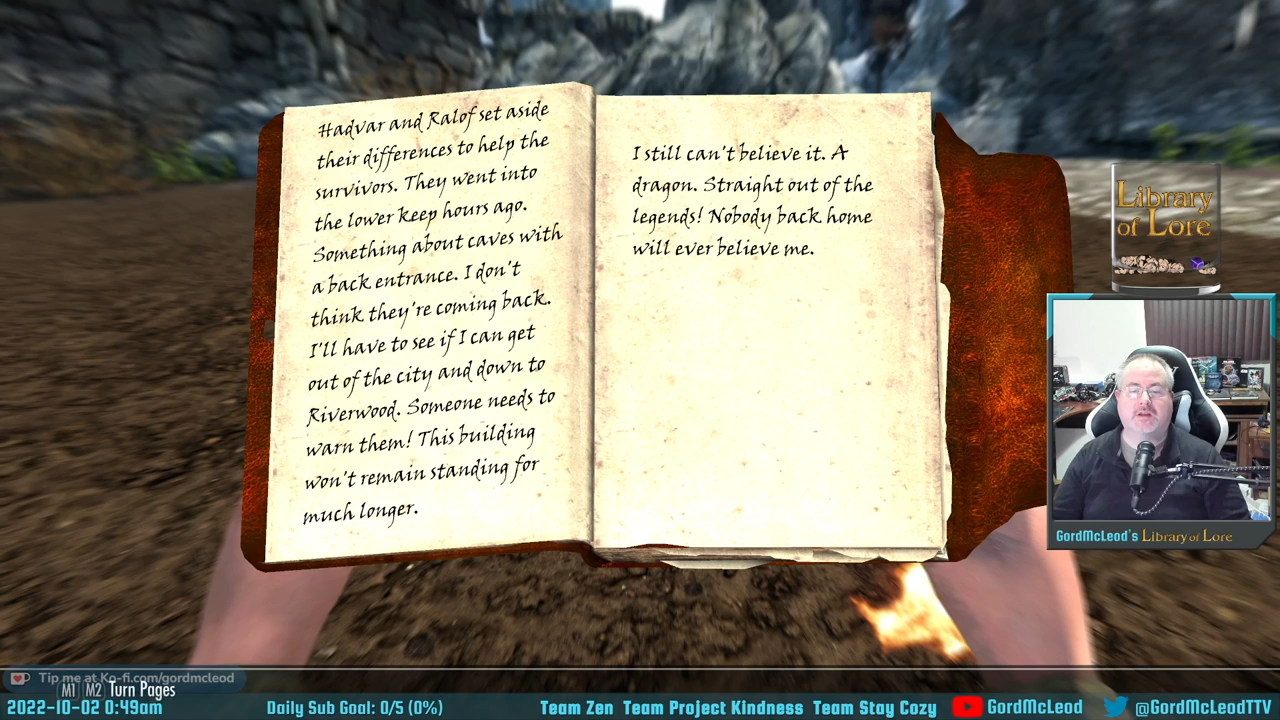 Hadvar and Ralof set aside
their differences to help the
survivors. They went into
the lower keep hours ago.
Something about caves with
a back entrance. I don't
think they're coming back.
I'll have to see if I can get
out of the city and down to
Riverwood. Someone needs to
warn them! This building
won't remain standing for
much longer.
I still can't believe it. A
dragon. Straight out of the
legends! Nobody back home
will ever believe me.
Library
of Lore
GordMcLeod's Library of Lore
Tip me at Ko-fi.com/gordmcleod
M1 M2 Turn Pages
2022-10-02 0:49am Daily Sub Goal: 0/5 (0%) Team Zen Team Project Kindness Team Stay Cozy GordMcLeod @GordMcLeodTTV